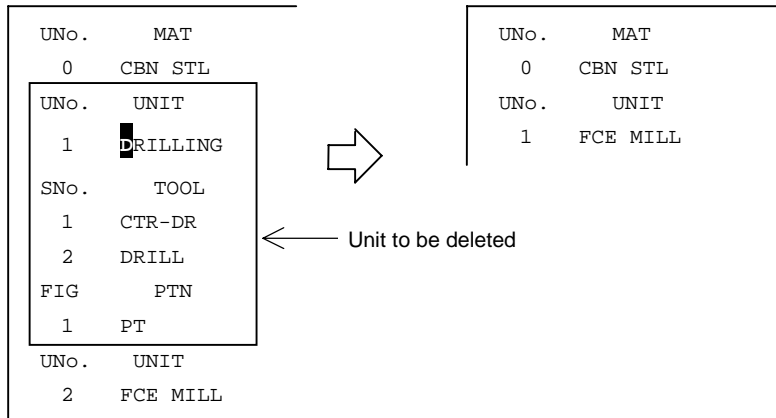 UNo. MAT
0 CBN STL
UNo. UNIT
1 DRILLING
SNo. TOOL
1 CTR-DR
2 DRILL
FIG PTN
1 PT
UNo. UNIT
2 FCE MILL
Unit to be deleted
UNo. MAT
0 CBN STL
UNo. UNIT
1 FCE MILL